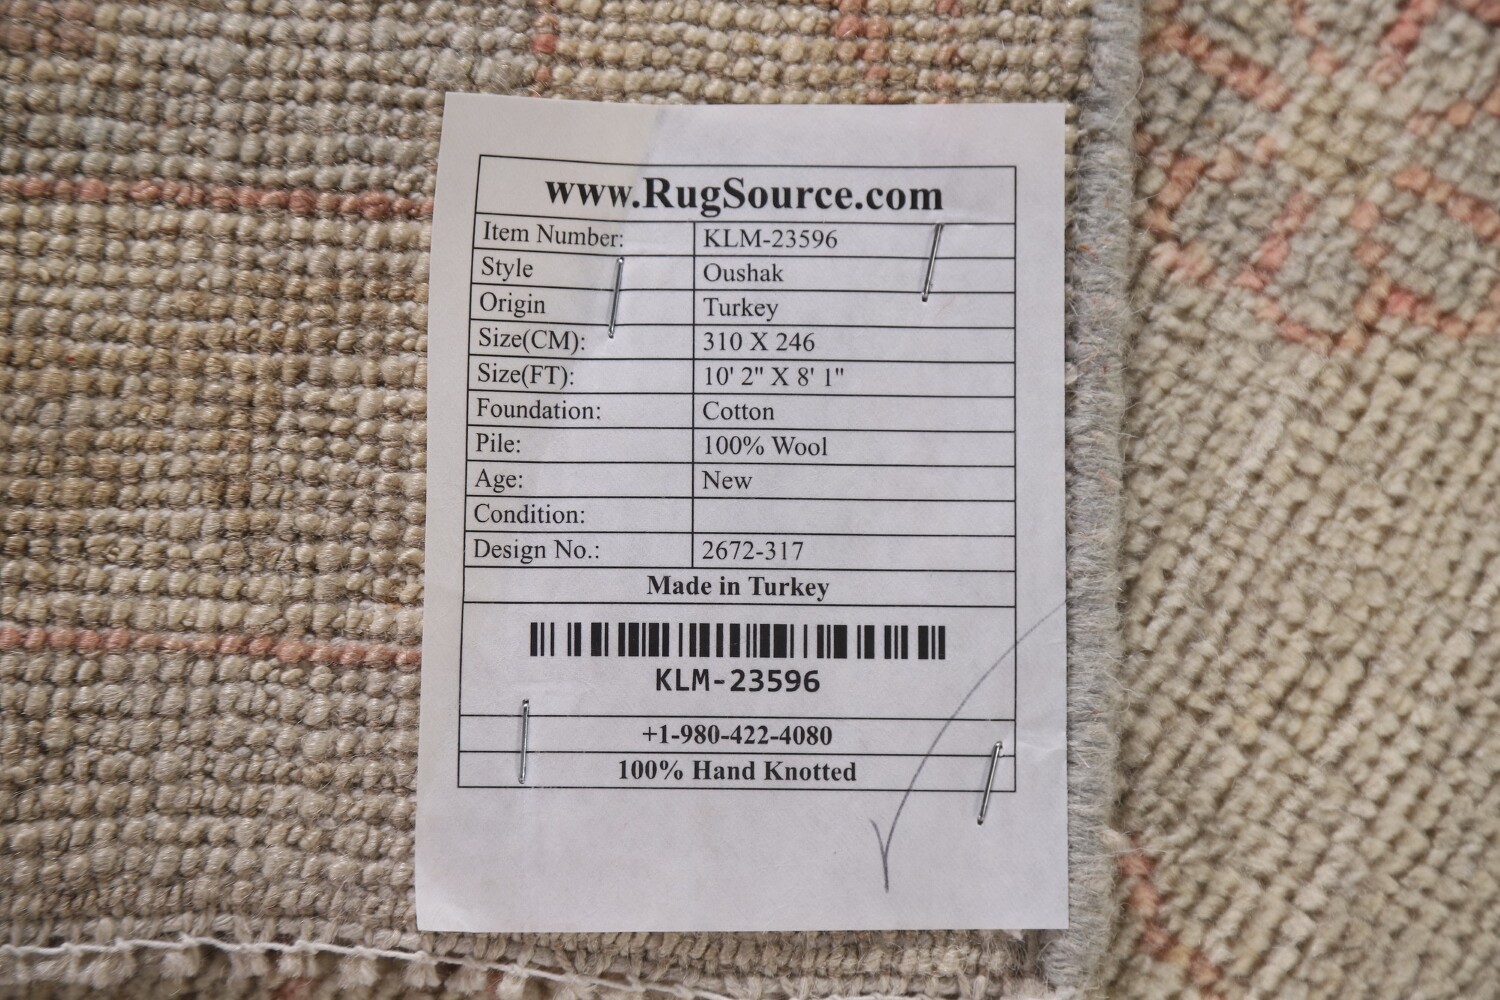 www.RugSource.com
Item Number: KLM-23596
Style Oushak
Origin Turkey
Size(CM): 310 X 246
Size(FT): 10' 2" X 8' 1"
Foundation: Cotton
Pile: 100% Wool
Age: New
Condition:
Design No.: 2672-317
Made in Turkey
KLM-23596
+1-980-422-4080
100% Hand Knotted